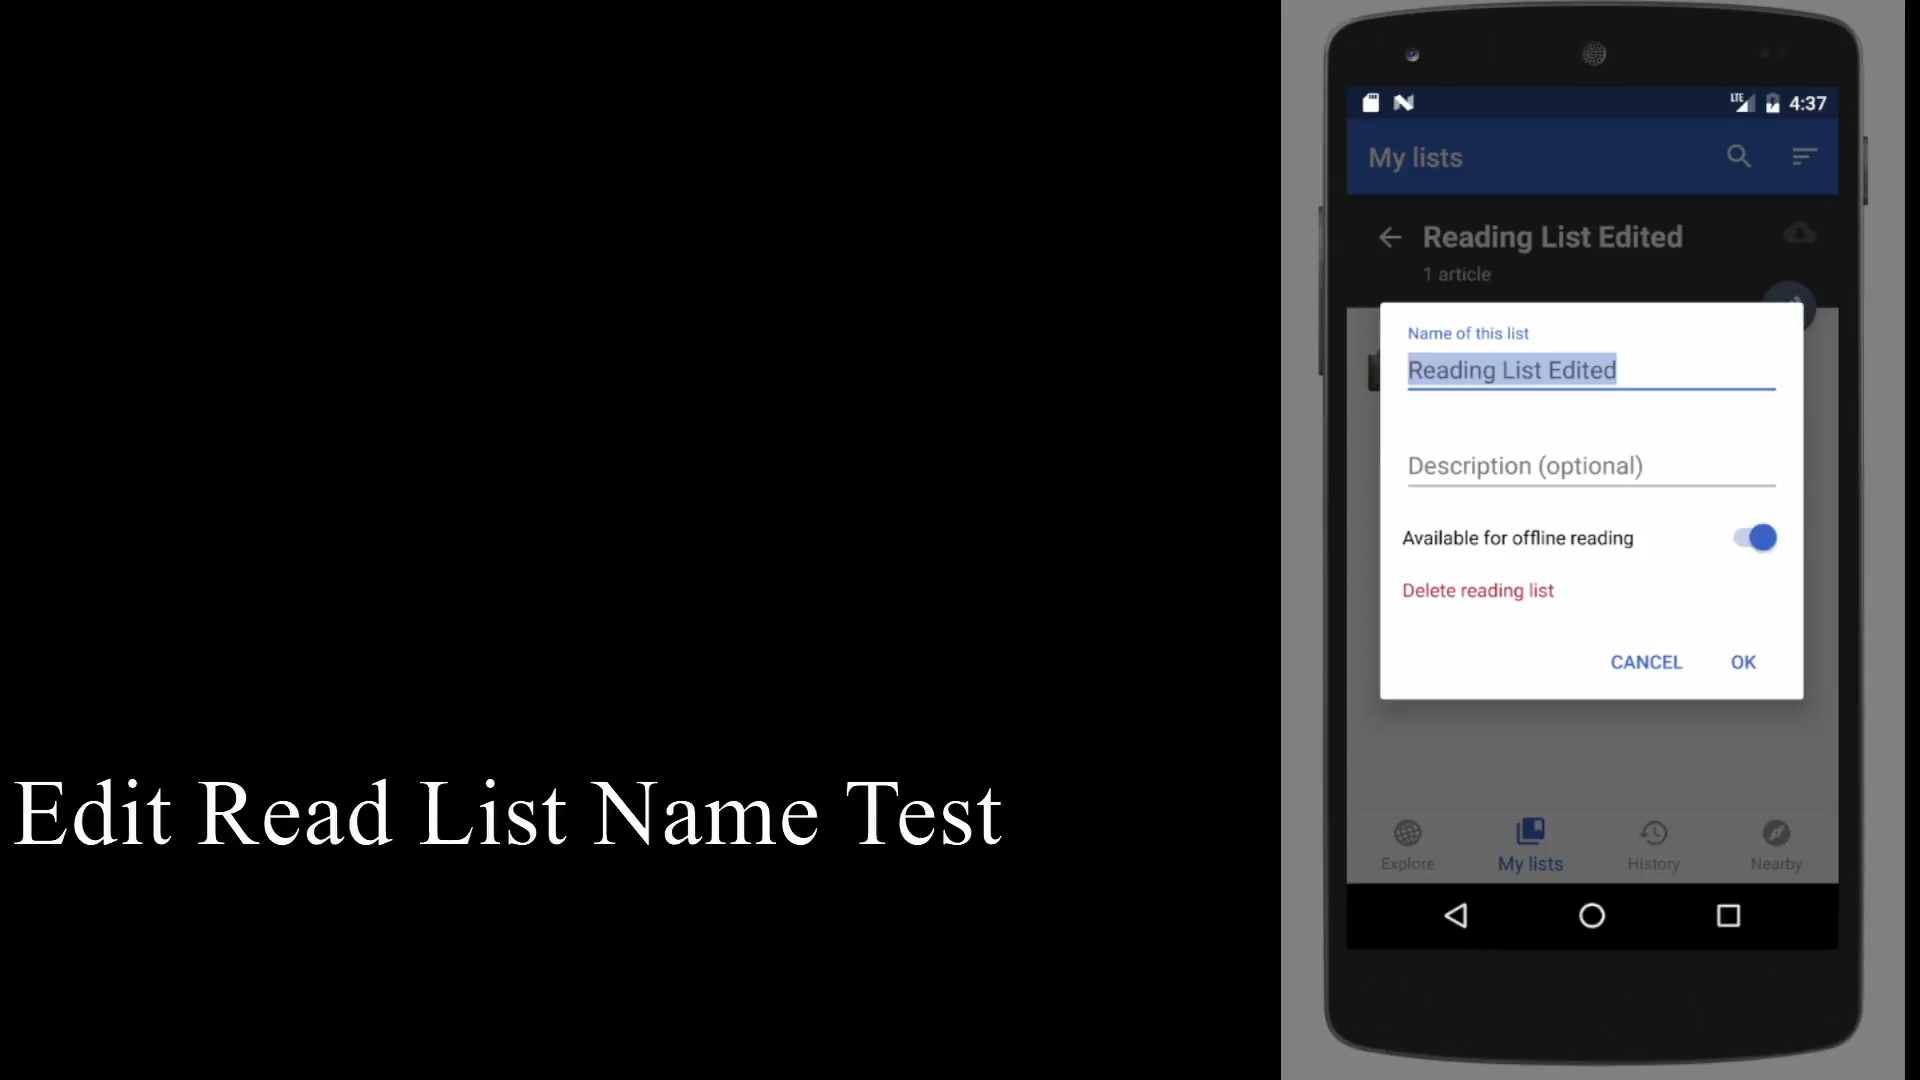 Edit Read List Name Test
LTE 4:37
My lists
Reading List Edited
1 article
Name of this list
Reading List Edited
Description (optional)
Available for offline reading
Delete reading list
CANCEL OK
Explore My lists History Nearby